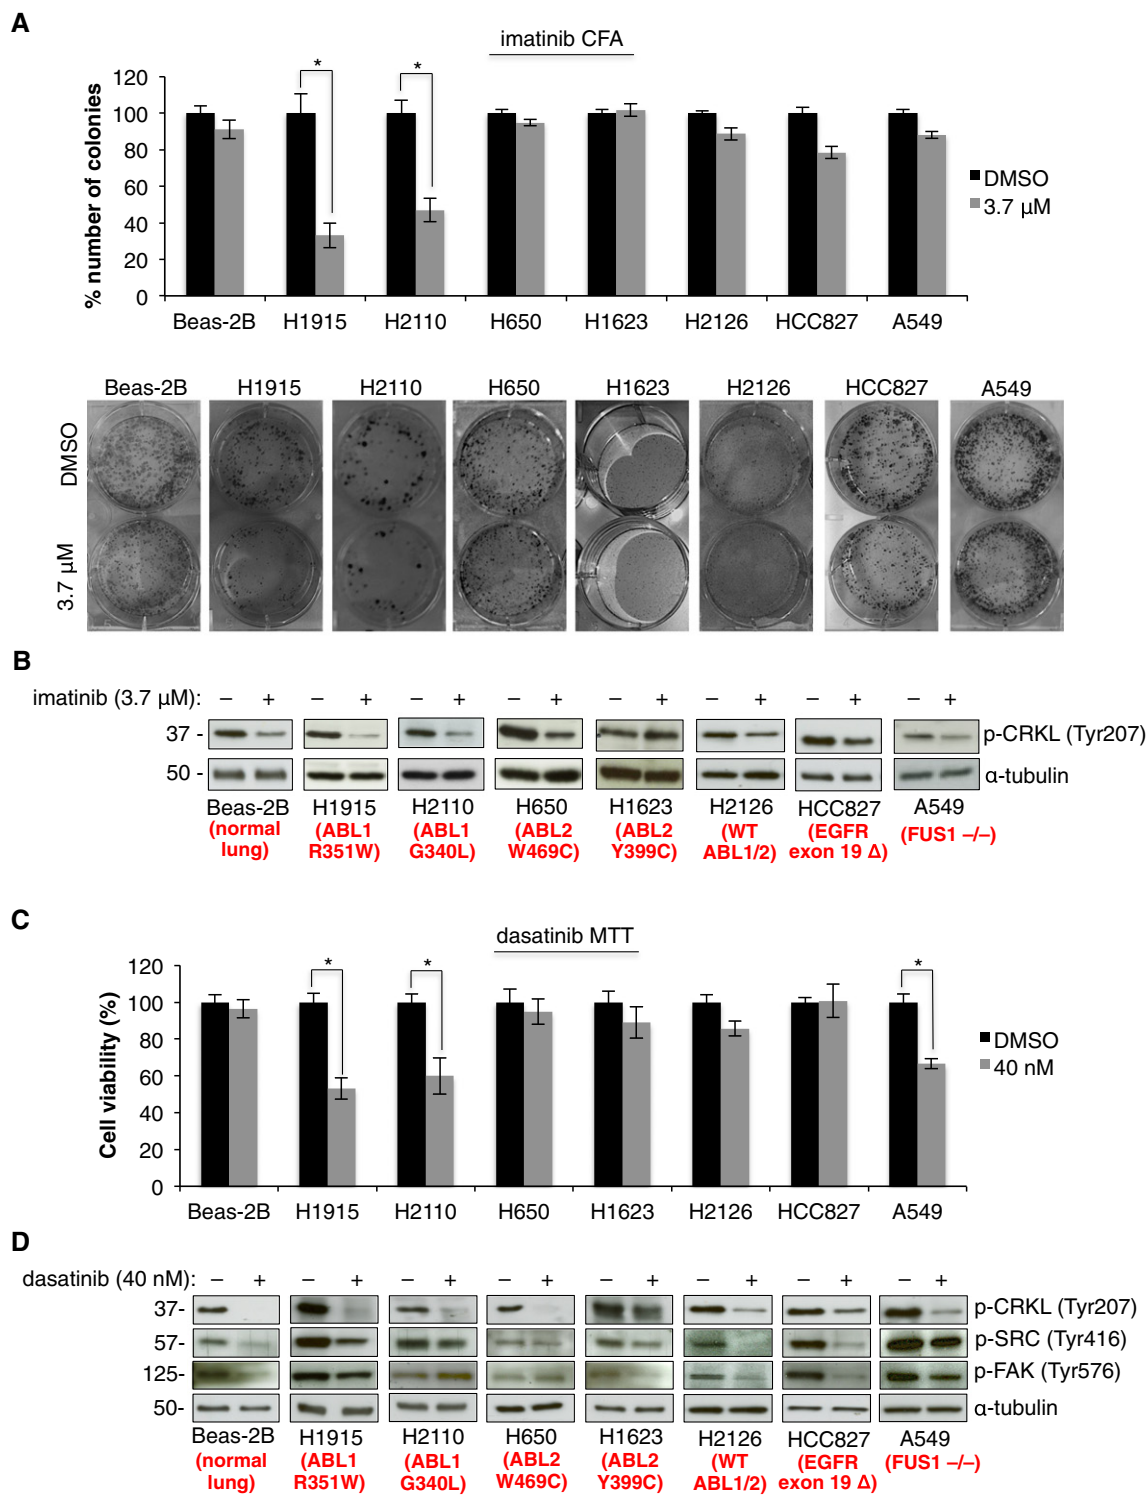 A
imatinib CFA
% number of colonies
120
100
80
60
40
20
0
* *
DMSO
3.7 µM
Beas-2B H1915 H2110 H650 H1623 H2126 HCC827 A549
Beas-2B H1915 H2110 H650 H1623 H2126 HCC827 A549
DMSO
3.7 µM
B
imatinib (3.7 µM): – + – + – + – + – + – + – + – +
37 - p-CRKL (Tyr207)
50 - α-tubulin
Beas-2B H1915 H2110 H650 H1623 H2126 HCC827 A549
(normal (ABL1 (ABL1 (ABL2 (ABL2 (WT (EGFR (FUS1 –/–)
lung) R351W) G340L) W469C) Y399C) ABL1/2) exon 19 Δ)
C
dasatinib MTT
Cell viability (%)
120
100
80
60
40
20
0
* * *
DMSO
40 nM
Beas-2B H1915 H2110 H650 H1623 H2126 HCC827 A549
D
dasatinib (40 nM): – + – + – + – + – + – + – + – +
37- p-CRKL (Tyr207)
57- p-SRC (Tyr416)
125- p-FAK (Tyr576)
50- α-tubulin
Beas-2B H1915 H2110 H650 H1623 H2126 HCC827 A549
(normal (ABL1 (ABL1 (ABL2 (ABL2 (WT (EGFR (FUS1 –/–)
lung) R351W) G340L) W469C) Y399C) ABL1/2) exon 19 Δ)